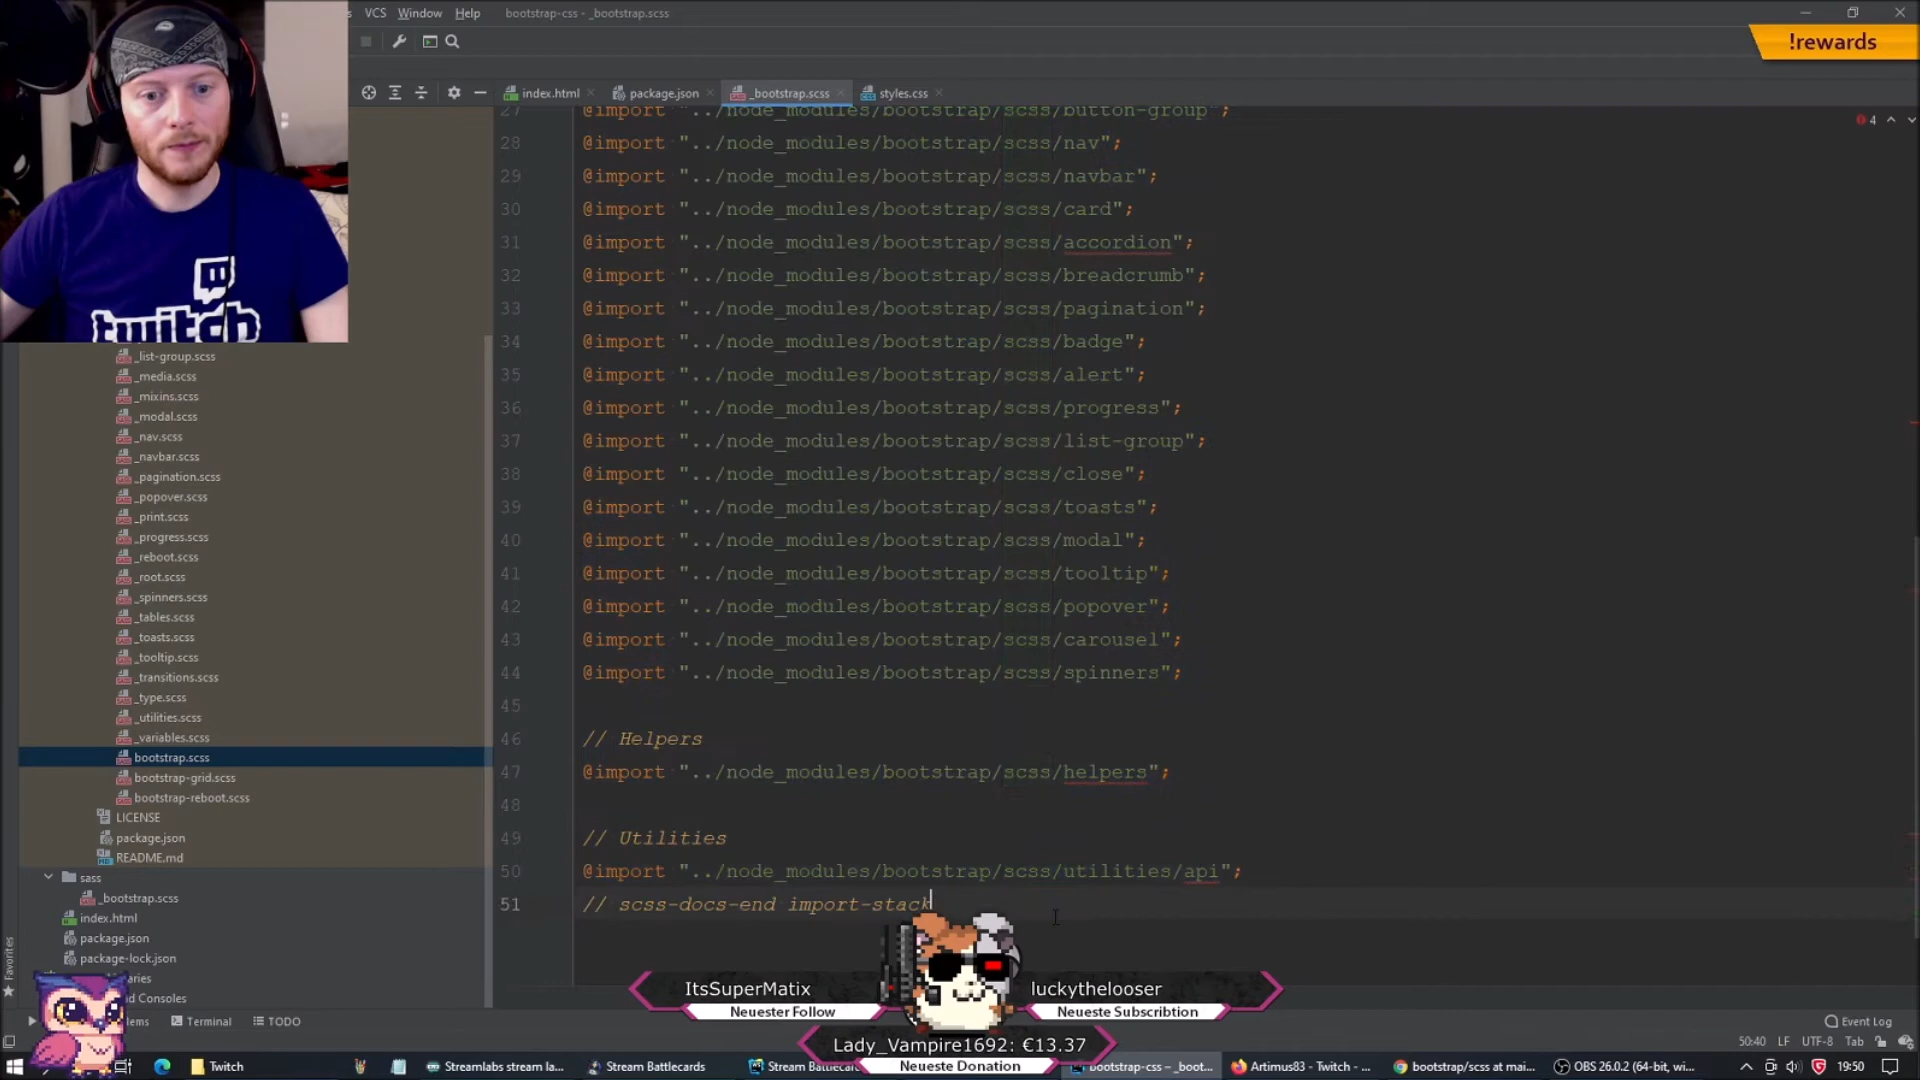 VCS Window Help bootstrap-css - _bootstrap.scss
!rewards
index.html package.json _bootstrap.scss styles.css
4
27 @import "../node_modules/bootstrap/scss/button-group";
28 @import "../node_modules/bootstrap/scss/nav";
29 @import "../node_modules/bootstrap/scss/navbar";
30 @import "../node_modules/bootstrap/scss/card";
31 @import "../node_modules/bootstrap/scss/accordion";
32 @import "../node_modules/bootstrap/scss/breadcrumb";
33 @import "../node_modules/bootstrap/scss/pagination";
34 @import "../node_modules/bootstrap/scss/badge";
35 @import "../node_modules/bootstrap/scss/alert";
36 @import "../node_modules/bootstrap/scss/progress";
37 @import "../node_modules/bootstrap/scss/list-group";
38 @import "../node_modules/bootstrap/scss/close";
39 @import "../node_modules/bootstrap/scss/toasts";
40 @import "../node_modules/bootstrap/scss/modal";
41 @import "../node_modules/bootstrap/scss/tooltip";
42 @import "../node_modules/bootstrap/scss/popover";
43 @import "../node_modules/bootstrap/scss/carousel";
44 @import "../node_modules/bootstrap/scss/spinners";
45
46 // Helpers
47 @import "../node_modules/bootstrap/scss/helpers";
48
49 // Utilities
50 @import "../node_modules/bootstrap/scss/utilities/api";
51 // scss-docs-end import-stack
twitch
_list-group.scss
_media.scss
_mixins.scss
_modal.scss
_nav.scss
_navbar.scss
_pagination.scss
_popover.scss
_print.scss
_progress.scss
_reboot.scss
_root.scss
_spinners.scss
_tables.scss
_toasts.scss
_tooltip.scss
_transitions.scss
_type.scss
_utilities.scss
_variables.scss
bootstrap.scss
bootstrap-grid.scss
bootstrap-reboot.scss
LICENSE
package.json
README.md
sass
_bootstrap.scss
index.html
package.json
package-lock.json
Favorites
ItsSuperMatix
Neuester Follow
luckythelooser
Neueste Subscribtion
Lady_Vampire1692: €13.37
Neueste Donation
Terminal TODO
Event Log
50:40 LF UTF-8 Tab
Twitch Streamlabs stream la... Stream Battlecards bootstrap-css – _boot... Artimus83 - Twitch - ... bootstrap/scss at mai... OBS 26.0.2 (64-bit, wi... 19:50